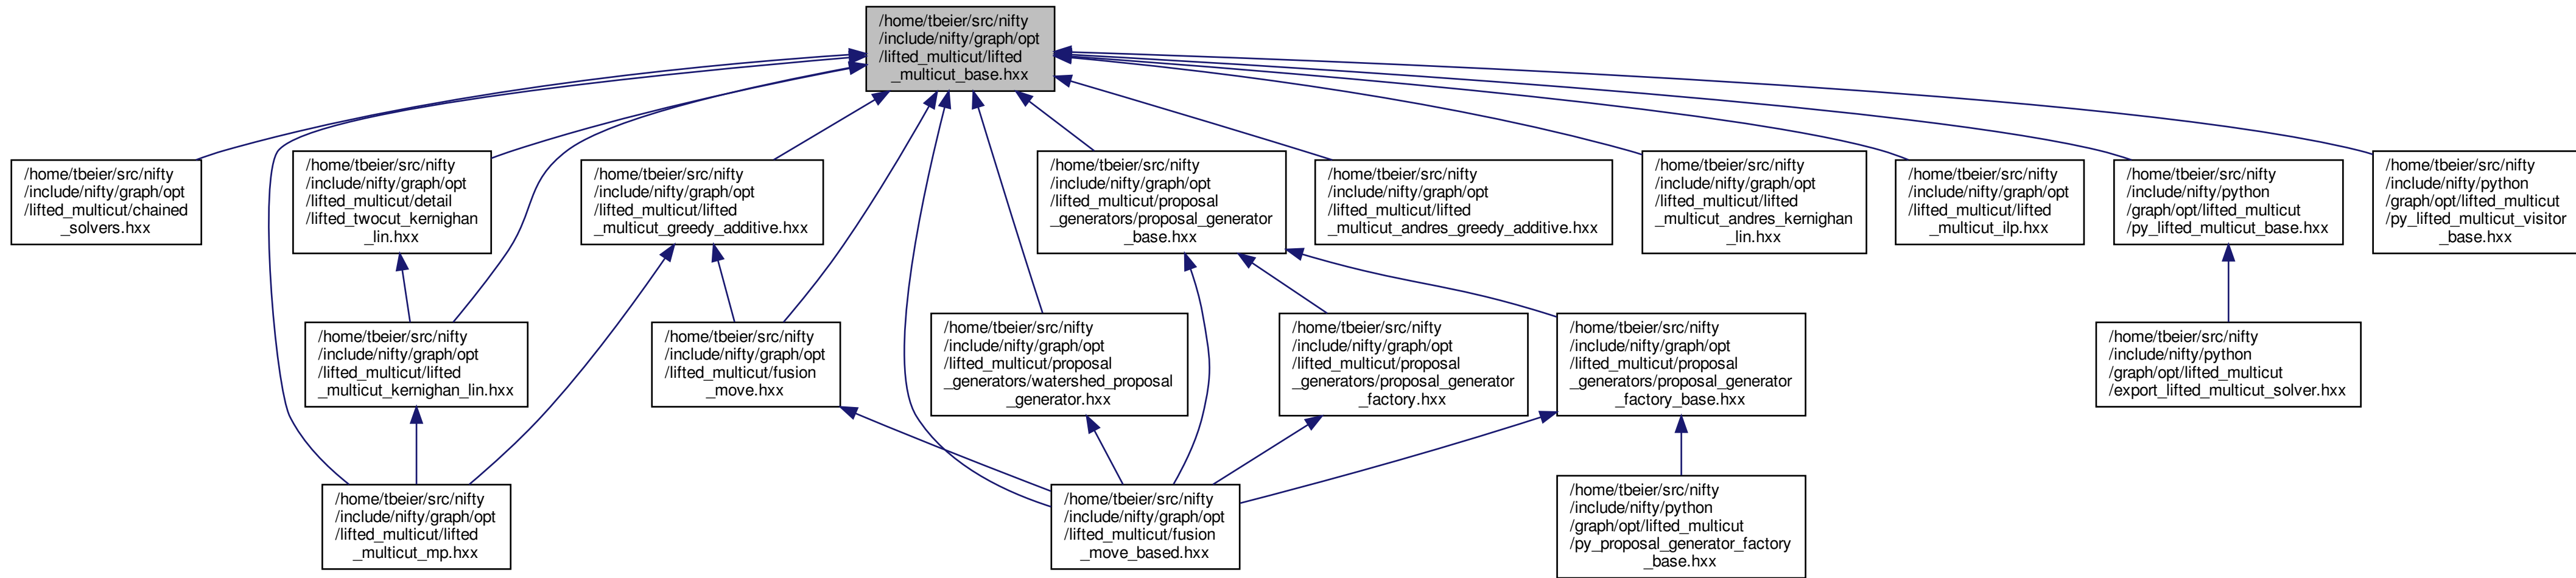 /home/tbeier/src/nifty
/include/nifty/graph/opt
/lifted_multicut/lifted
_multicut_base.hxx
/home/tbeier/src/nifty
/include/nifty/graph/opt
/lifted_multicut/chained
_solvers.hxx
/home/tbeier/src/nifty
/include/nifty/graph/opt
/lifted_multicut/detail
/lifted_twocut_kernighan
_lin.hxx
/home/tbeier/src/nifty
/include/nifty/graph/opt
/lifted_multicut/lifted
_multicut_greedy_additive.hxx
/home/tbeier/src/nifty
/include/nifty/graph/opt
/lifted_multicut/proposal
_generators/proposal_generator
_base.hxx
/home/tbeier/src/nifty
/include/nifty/graph/opt
/lifted_multicut/lifted
_multicut_andres_greedy_additive.hxx
/home/tbeier/src/nifty
/include/nifty/graph/opt
/lifted_multicut/lifted
_multicut_andres_kernighan
_lin.hxx
/home/tbeier/src/nifty
/include/nifty/graph/opt
/lifted_multicut/lifted
_multicut_ilp.hxx
/home/tbeier/src/nifty
/include/nifty/python
/graph/opt/lifted_multicut
/py_lifted_multicut_base.hxx
/home/tbeier/src/nifty
/include/nifty/python
/graph/opt/lifted_multicut
/py_lifted_multicut_visitor
_base.hxx
/home/tbeier/src/nifty
/include/nifty/graph/opt
/lifted_multicut/lifted
_multicut_kernighan_lin.hxx
/home/tbeier/src/nifty
/include/nifty/graph/opt
/lifted_multicut/fusion
_move.hxx
/home/tbeier/src/nifty
/include/nifty/graph/opt
/lifted_multicut/proposal
_generators/watershed_proposal
_generator.hxx
/home/tbeier/src/nifty
/include/nifty/graph/opt
/lifted_multicut/proposal
_generators/proposal_generator
_factory.hxx
/home/tbeier/src/nifty
/include/nifty/graph/opt
/lifted_multicut/proposal
_generators/proposal_generator
_factory_base.hxx
/home/tbeier/src/nifty
/include/nifty/python
/graph/opt/lifted_multicut
/export_lifted_multicut_solver.hxx
/home/tbeier/src/nifty
/include/nifty/graph/opt
/lifted_multicut/lifted
_multicut_mp.hxx
/home/tbeier/src/nifty
/include/nifty/graph/opt
/lifted_multicut/fusion
_move_based.hxx
/home/tbeier/src/nifty
/include/nifty/python
/graph/opt/lifted_multicut
/py_proposal_generator_factory
_base.hxx